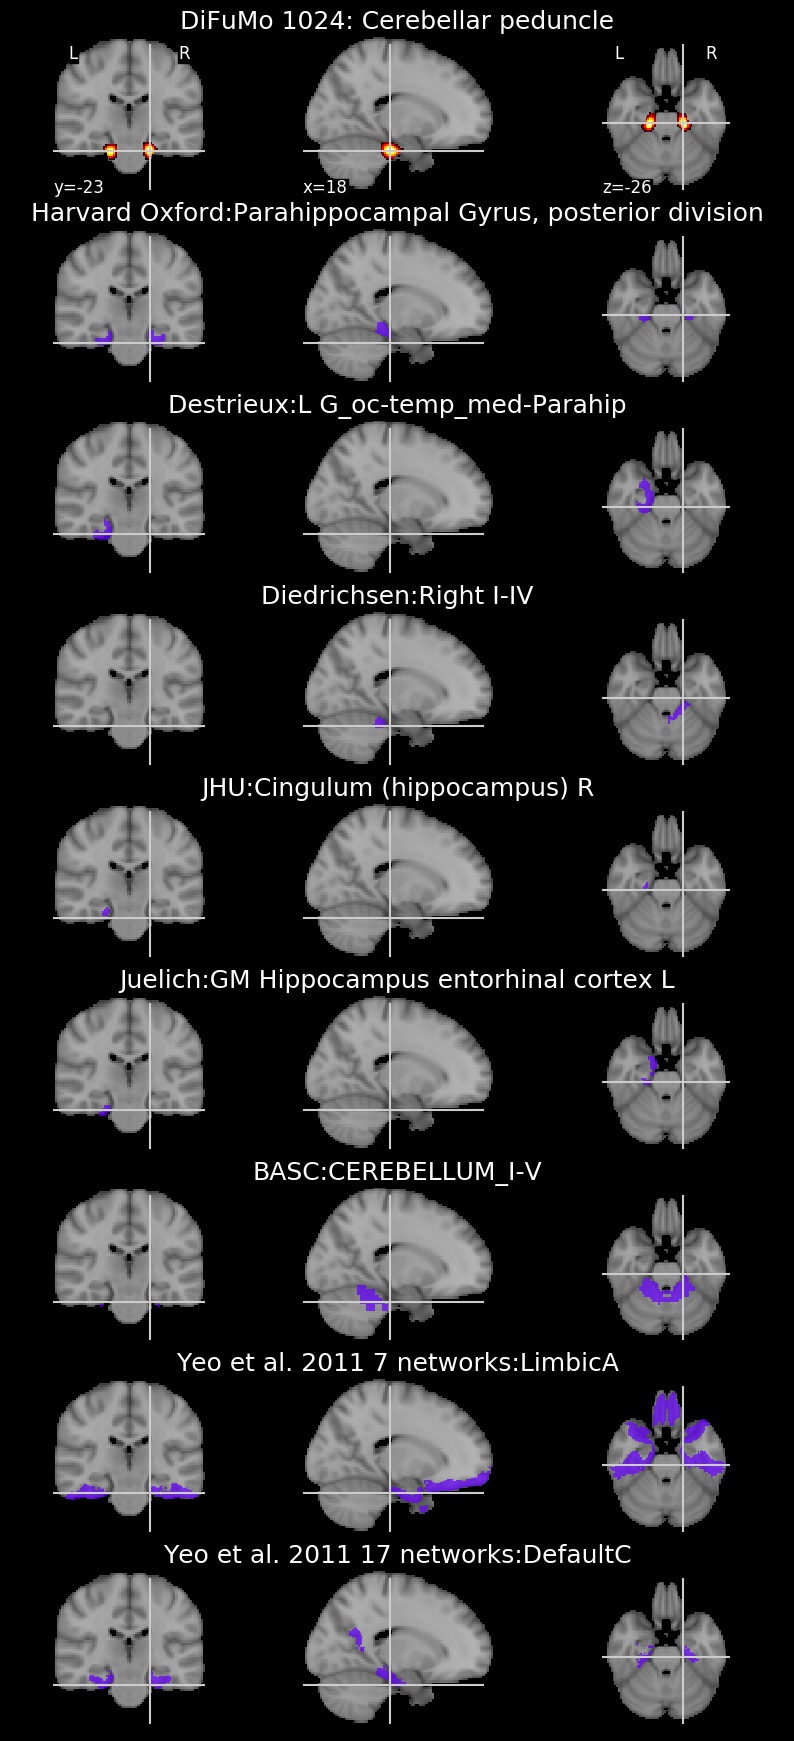 DiFuMo 1024: Cerebellar peduncle
L R L R
y=-23 x=18 z=-26
Harvard Oxford:Parahippocampal Gyrus, posterior division
Destrieux:L G_oc-temp_med-Parahip
Diedrichsen:Right I-IV
JHU:Cingulum (hippocampus) R
Juelich:GM Hippocampus entorhinal cortex L
BASC:CEREBELLUM_I-V
Yeo et al. 2011 7 networks:LimbicA
Yeo et al. 2011 17 networks:DefaultC